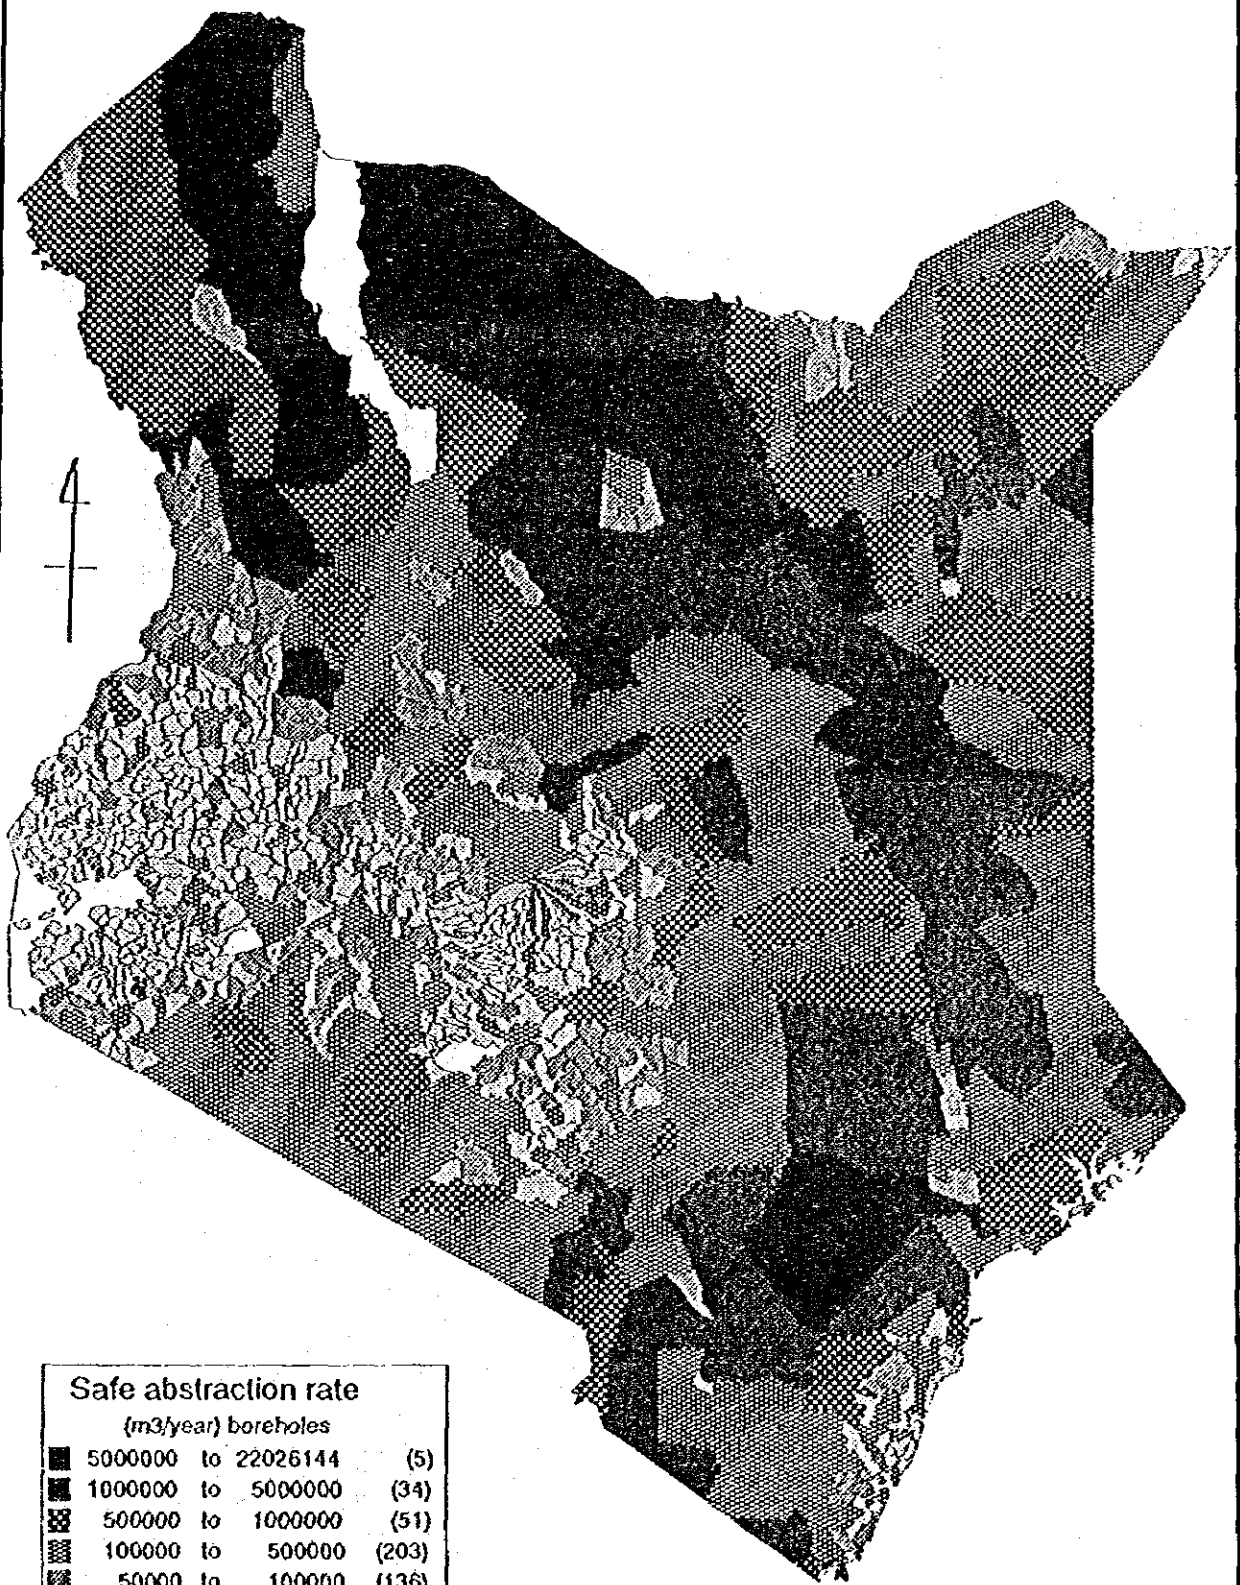 Safe abstraction rate
(m3/year) boreholes
5000000 to 22026144 (5)
1000000 to 5000000 (34)
500000 to 1000000 (51)
100000 to 500000 (203)
50000 to 100000 (136)